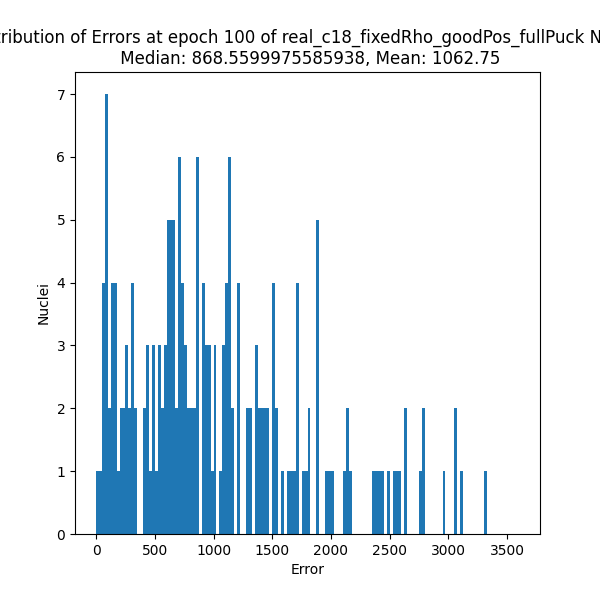 tribution of Errors at epoch 100 of real_c18_fixedRho_goodPos_fullPuck N
Median: 868.5599975585938, Mean: 1062.75
7
6
5
4
3
2
1
0
Nuclei
0 500 1000 1500 2000 2500 3000 3500
Error